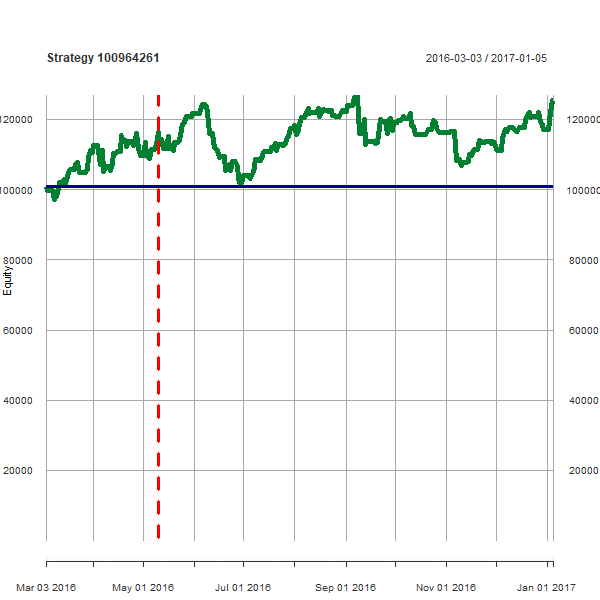 Strategy 100964261 2016-03-03 / 2017-01-05
120000 120000
100000 100000
80000 80000
Equity
60000 60000
40000 40000
20000 20000
Mar 03 2016 May 01 2016 Jul 01 2016 Sep 01 2016 Nov 01 2016 Jan 01 2017